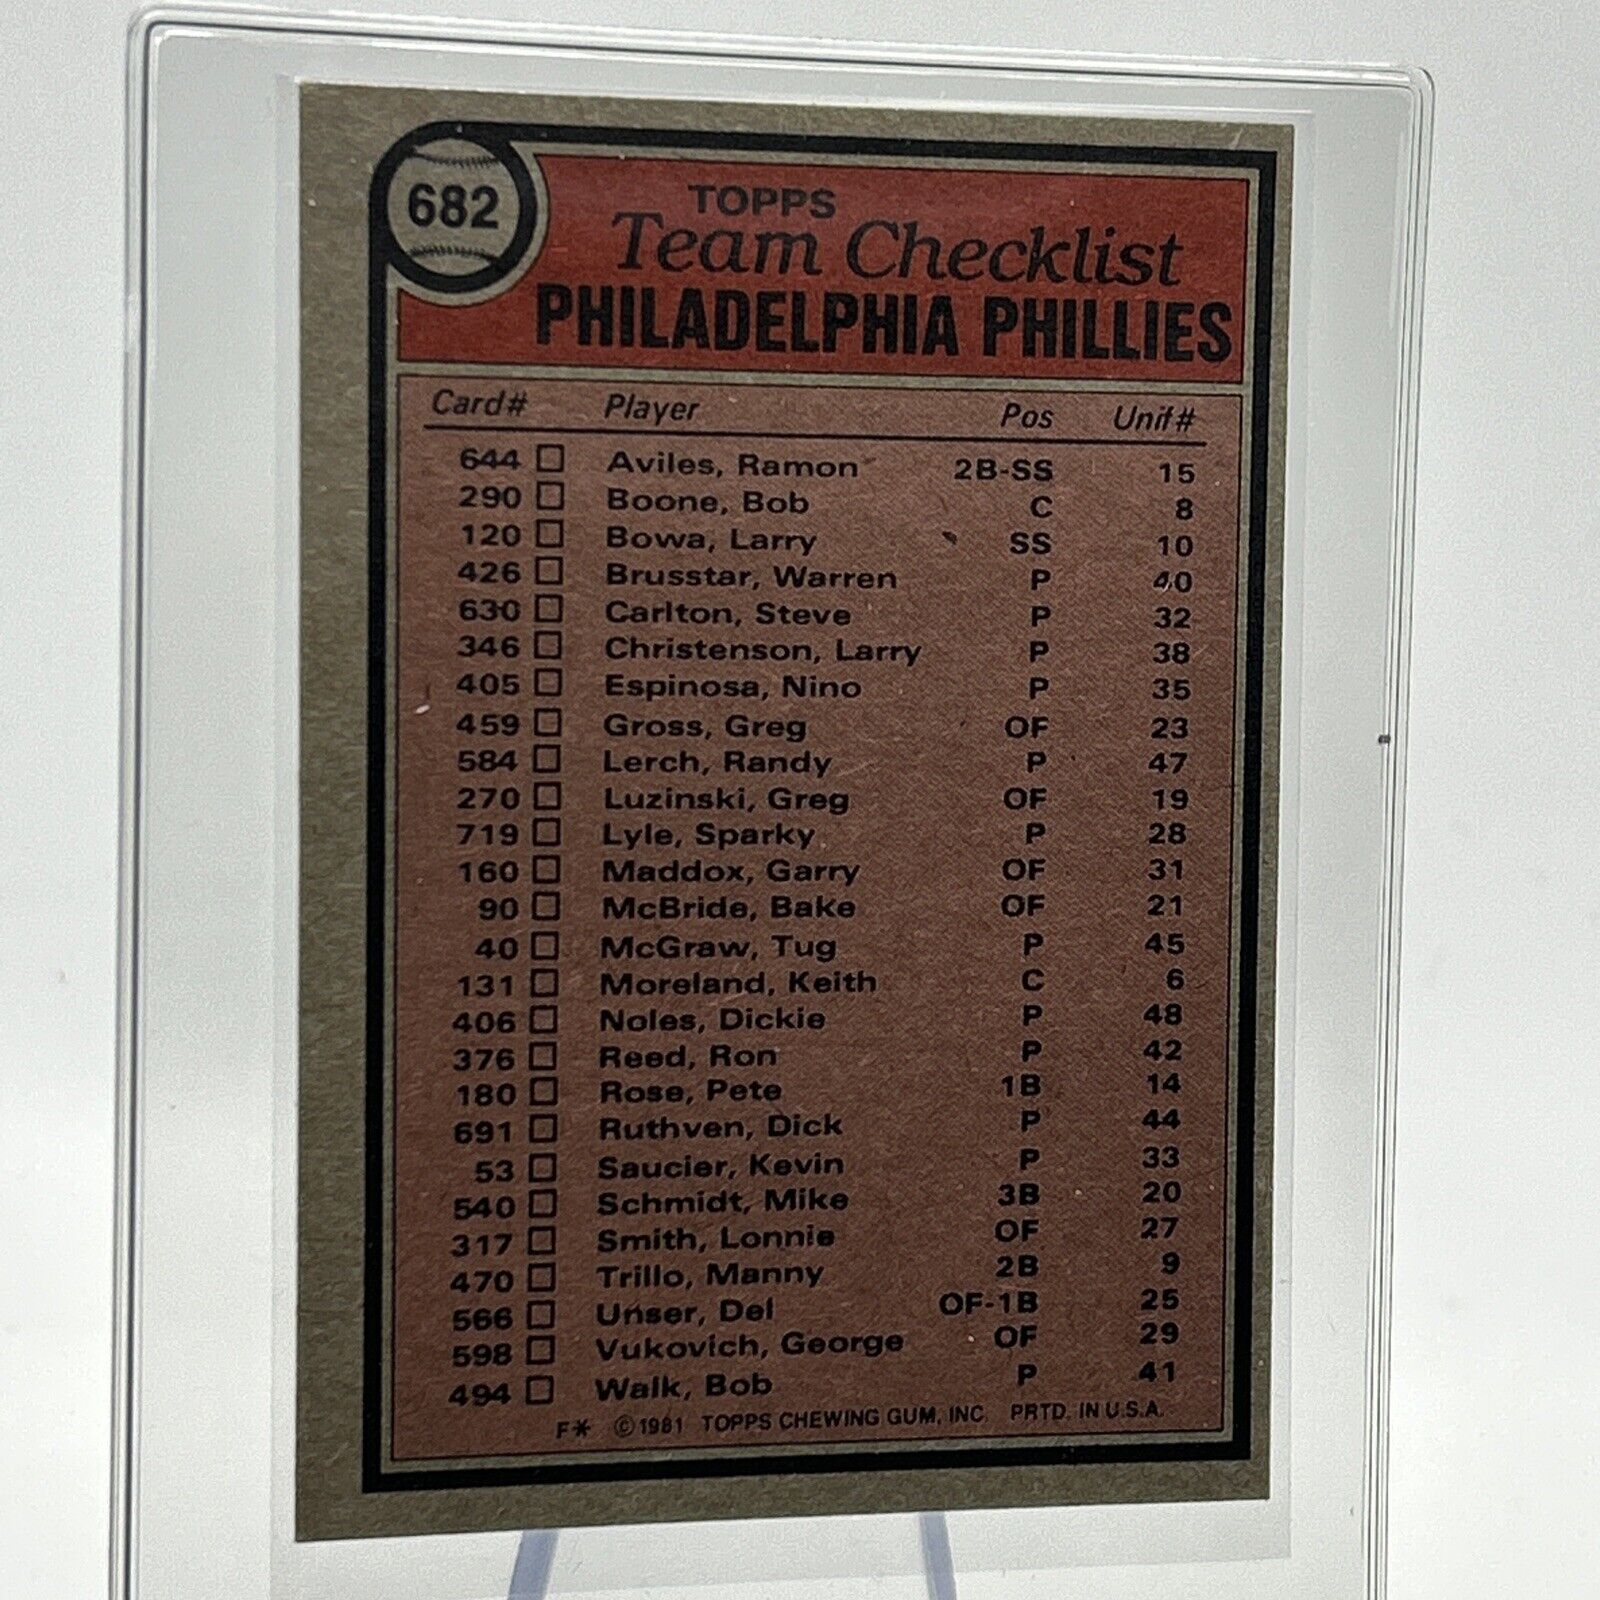 682
TOPPS
Team Checklist
PHILADELPHIA PHILLIES
Card# Player Pos Unif#
644 Aviles, Ramon 2B-SS 15
290 Boone, Bob C 8
120 Bowa, Larry SS 10
426 Brusstar, Warren P 40
630 Carlton, Steve P 32
346 Christenson, Larry P 38
405 Espinosa, Nino P 35
459 Gross, Greg OF 23
584 Lerch, Randy P 47
270 Luzinski, Greg OF 19
719 Lyle, Sparky P 28
160 Maddox, Garry OF 31
90 McBride, Bake OF 21
40 McGraw, Tug P 45
131 Moreland, Keith C 6
406 Noles, Dickie P 48
376 Reed, Ron P 42
180 Rose, Pete 1B 14
691 Ruthven, Dick P 44
53 Saucier, Kevin P 33
540 Schmidt, Mike 3B 20
317 Smith, Lonnie OF 27
470 Trillo, Manny 2B 9
566 Unser, Del OF-1B 25
598 Vukovich, George OF 29
494 Walk, Bob P 41
F* ©1981 TOPPS CHEWING GUM, INC. PRTD. IN U.S.A.